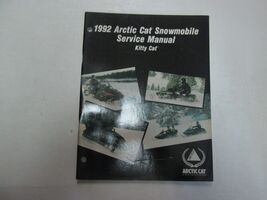 1992 Arctic Cat Snowmobile
Service Manual
Kitty Cat
ARCTIC CAT